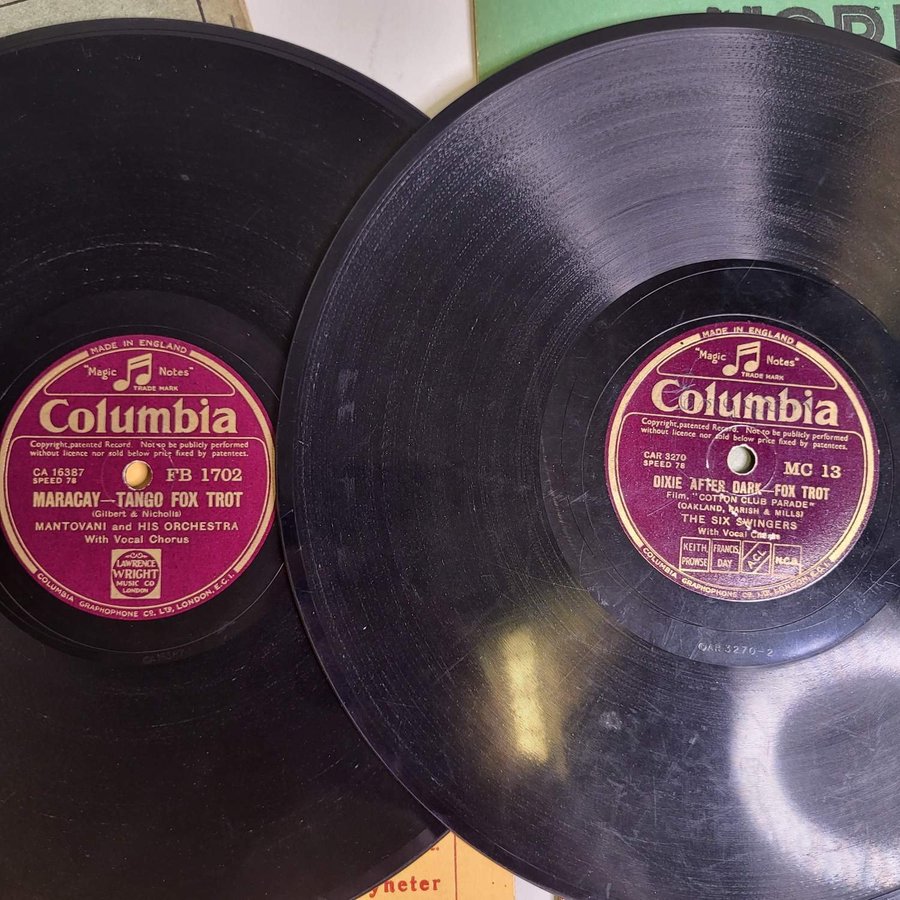 MADE IN ENGLAND
"Magic Notes"
TRADE MARK
Columbia
Copyright, patented Record. Not to be publicly performed
without licence nor sold below price fixed by patentees.
CA 16387
SPEED 78
FB 1702
MARACAY—TANGO FOX TROT
(Gilbert & Nicholls)
MANTOVANI and HIS ORCHESTRA
With Vocal Chorus
LAWRENCE
WRIGHT
MUSIC CO
LONDON
COLUMBIA GRAPHOPHONE CO. LTD, LONDON, E.C.1.
MADE IN ENGLAND
"Magic Notes"
TRADE MARK
Columbia
Copyright, patented Record. Not to be publicly performed
without licence nor sold below price fixed by patentees.
CAR 3270
SPEED 78
MC 13
DIXIE AFTER DARK—FOX TROT
Film. "COTTON CLUB PARADE"
(OAKLAND, PARISH & MILLS)
THE SIX SWINGERS
With Vocal Chorus
KEITH
PROWSE
FRANCIS
DAY
N.C.B.
COLUMBIA GRAPHOPHONE CO. LTD, LONDON, E.C.1.
CAR 3270-2
yheter